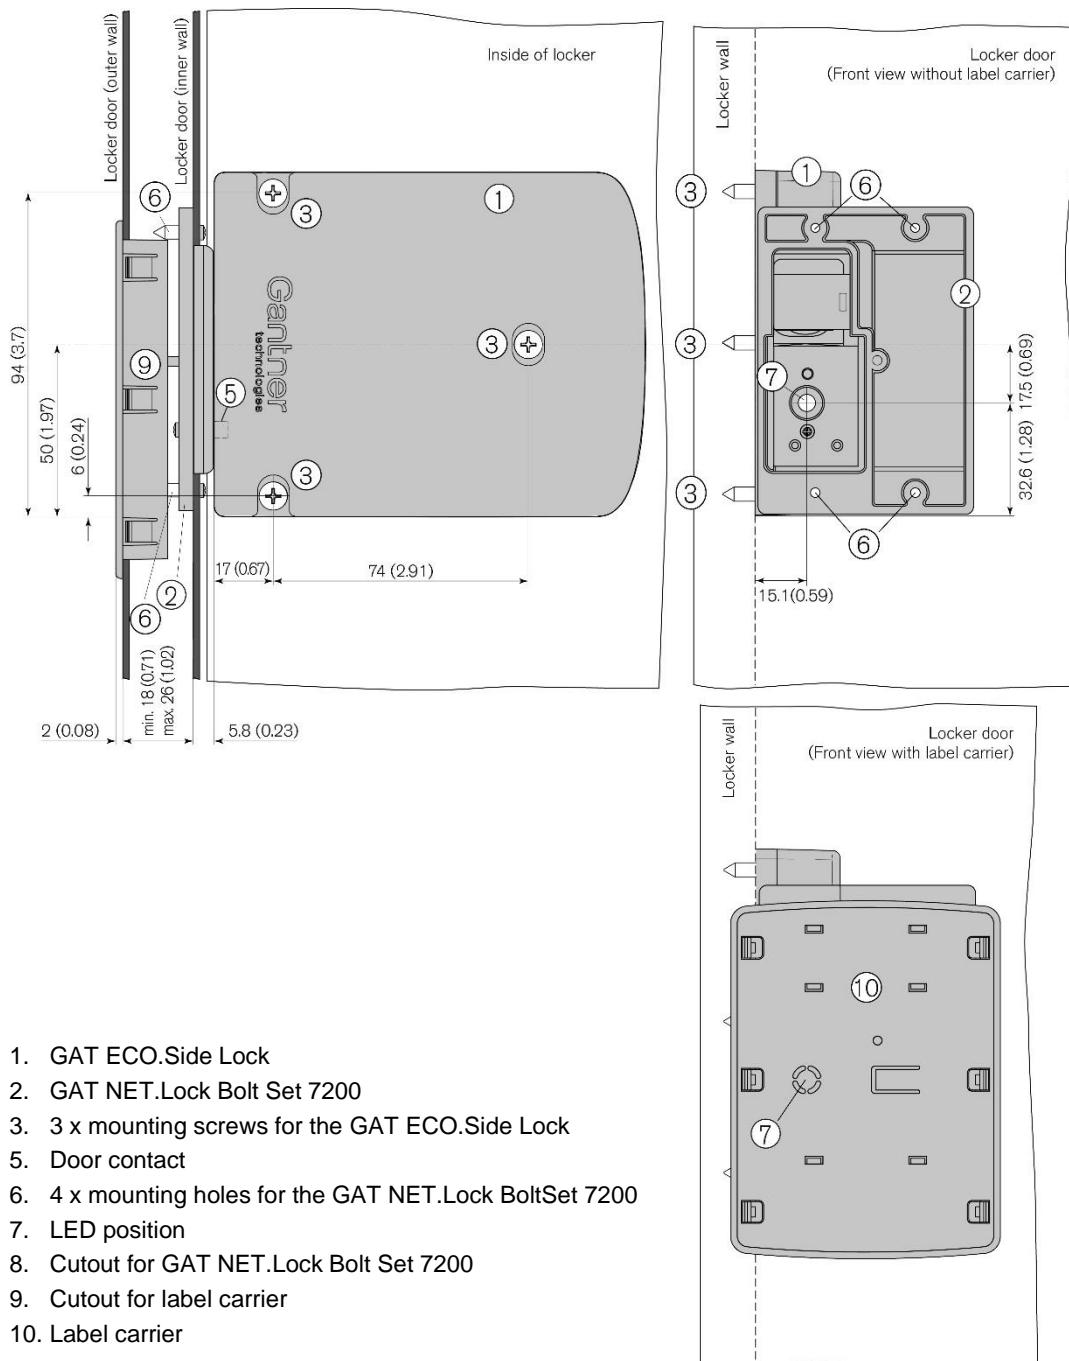 Locker door (outer wall)
Locker door (inner wall)
Inside of locker
6
3
1
Gantner
technologies
3
9
5
3
94 (3.7)
50 (1.97)
6 (0.24)
17 (0.67)
74 (2.91)
2
6
min. 18 (0.71)
max. 26 (1.02)
2 (0.08)
5.8 (0.23)
Locker wall
Locker door
(Front view without label carrier)
3
1
6
2
3
7
3
6
17.5 (0.69)
32.6 (1.28)
15.1(0.59)
Locker wall
Locker door
(Front view with label carrier)
10
7
1. GAT ECO.Side Lock
2. GAT NET.Lock Bolt Set 7200
3. 3 x mounting screws for the GAT ECO.Side Lock
5. Door contact
6. 4 x mounting holes for the GAT NET.Lock BoltSet 7200
7. LED position
8. Cutout for GAT NET.Lock Bolt Set 7200
9. Cutout for label carrier
10. Label carrier